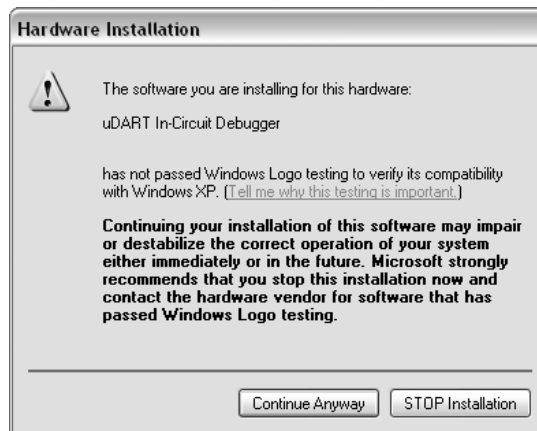 Hardware Installation
The software you are installing for this hardware:
uDART In-Circuit Debugger
has not passed Windows Logo testing to verify its compatibility
with Windows XP. (Tell me why this testing is important.)
Continuing your installation of this software may impair
or destabilize the correct operation of your system
either immediately or in the future. Microsoft strongly
recommends that you stop this installation now and
contact the hardware vendor for software that has
passed Windows Logo testing.
Continue Anyway
STOP Installation